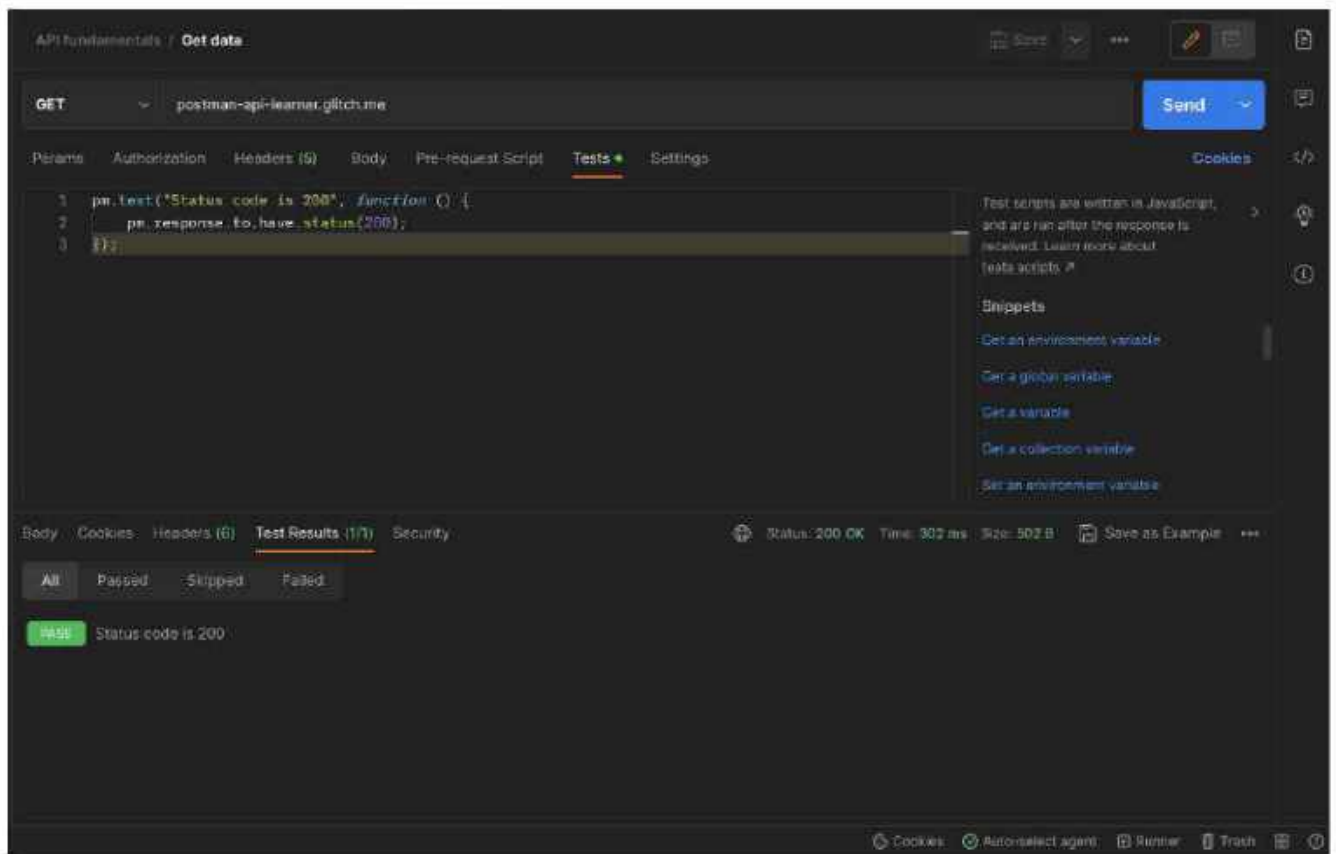 API fundamentals / Get data
Save
GET postman-api-learner.glitch.me Send
Params Authorization Headers (5) Body Pre-request Script Tests Settings Cookies
1 pm.test("Status code is 200", function () {
2 pm.response.to.have.status(200);
3 });
Test scripts are written in JavaScript,
and are run after the response is
received. Learn more about
tests scripts ↗
Snippets
Get an environment variable
Get a global variable
Get a variable
Get a collection variable
Set an environment variable
Body Cookies Headers (6) Test Results (1/1) Security Status: 200 OK Time: 302 ms Size: 502 B Save as Example
All Passed Skipped Failed
PASS Status code is 200
Cookies Auto-select agent Runner Trash